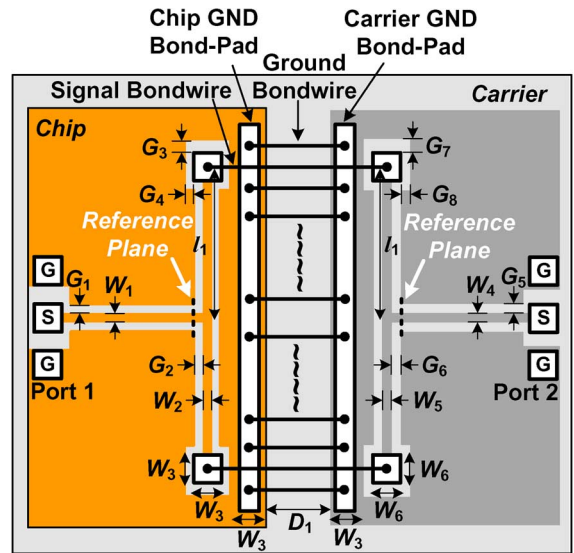 Chip GND
Bond-Pad
Carrier GND
Bond-Pad
Ground
Bondwire
Signal Bondwire
Chip
Carrier
G3
G7
G4
G8
l1
l1
Reference
Plane
Reference
Plane
G
G1
W1
W4
G5
G
S
S
G
G
Port 1
G2
G6
Port 2
W2
W5
W3
W6
W3
W3
D1
W3
W6